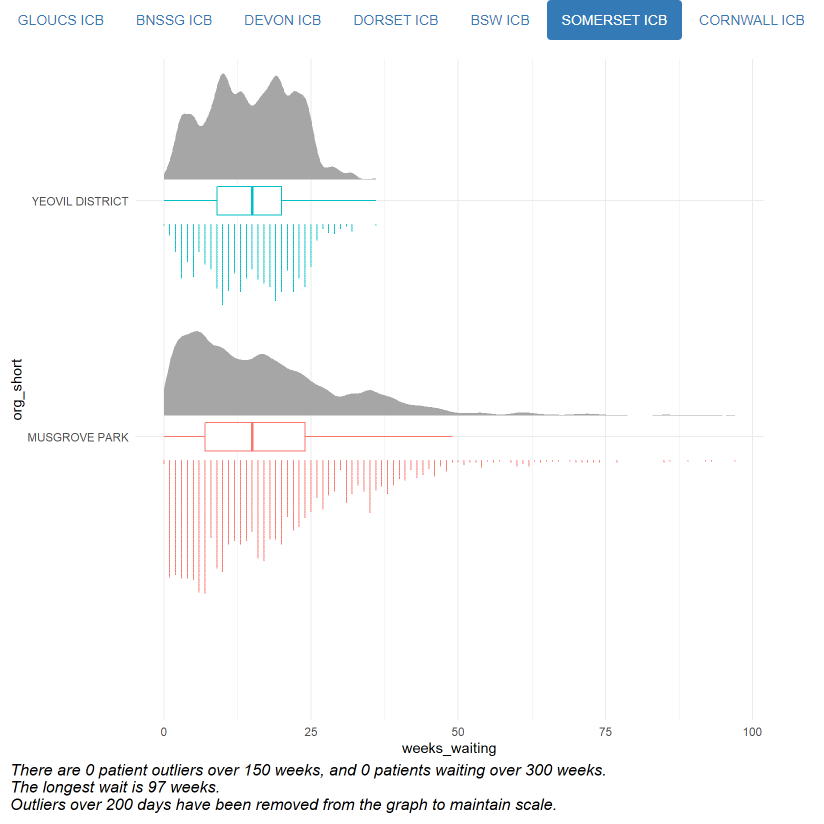 GLOUCS ICB BNSSG ICB DEVON ICB DORSET ICB BSW ICB SOMERSET ICB CORNWALL ICB
YEOVIL DISTRICT
org_short
MUSGROVE PARK
0 25 50 75 100
weeks_waiting
There are 0 patient outliers over 150 weeks, and 0 patients waiting over 300 weeks.
The longest wait is 97 weeks.
Outliers over 200 days have been removed from the graph to maintain scale.